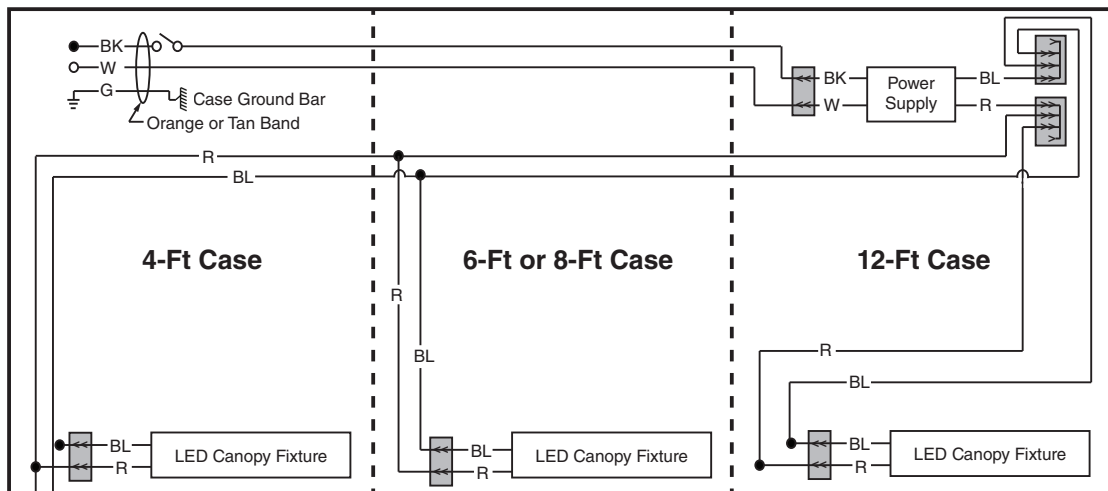 BK
W
G
Case Ground Bar
Orange or Tan Band
BK
W
Power
Supply
BL
R
R
BL
4-Ft Case
6-Ft or 8-Ft Case
12-Ft Case
R
BL
R
BL
BL
R
LED Canopy Fixture
BL
R
LED Canopy Fixture
BL
R
LED Canopy Fixture